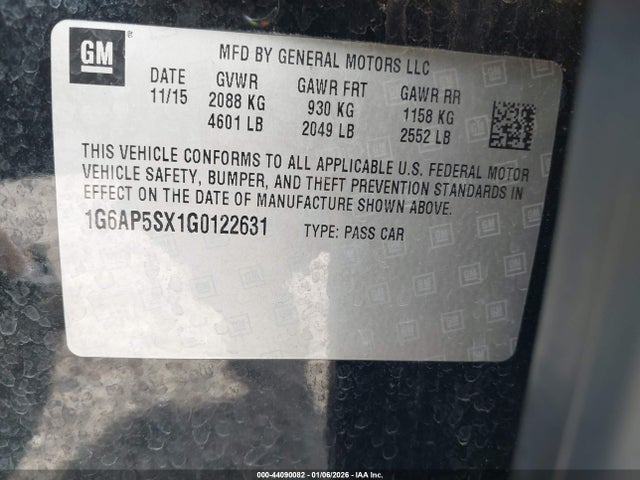 GM
MFD BY GENERAL MOTORS LLC
DATE GVWR GAWR FRT GAWR RR
11/15 2088 KG 930 KG 1158 KG
4601 LB 2049 LB 2552 LB
THIS VEHICLE CONFORMS TO ALL APPLICABLE U.S. FEDERAL MOTOR
VEHICLE SAFETY, BUMPER, AND THEFT PREVENTION STANDARDS IN
EFFECT ON THE DATE OF MANUFACTURE SHOWN ABOVE.
1G6AP5SX1G0122631 TYPE: PASS CAR
000-44090082 - 01/06/2026 - IAA Inc.